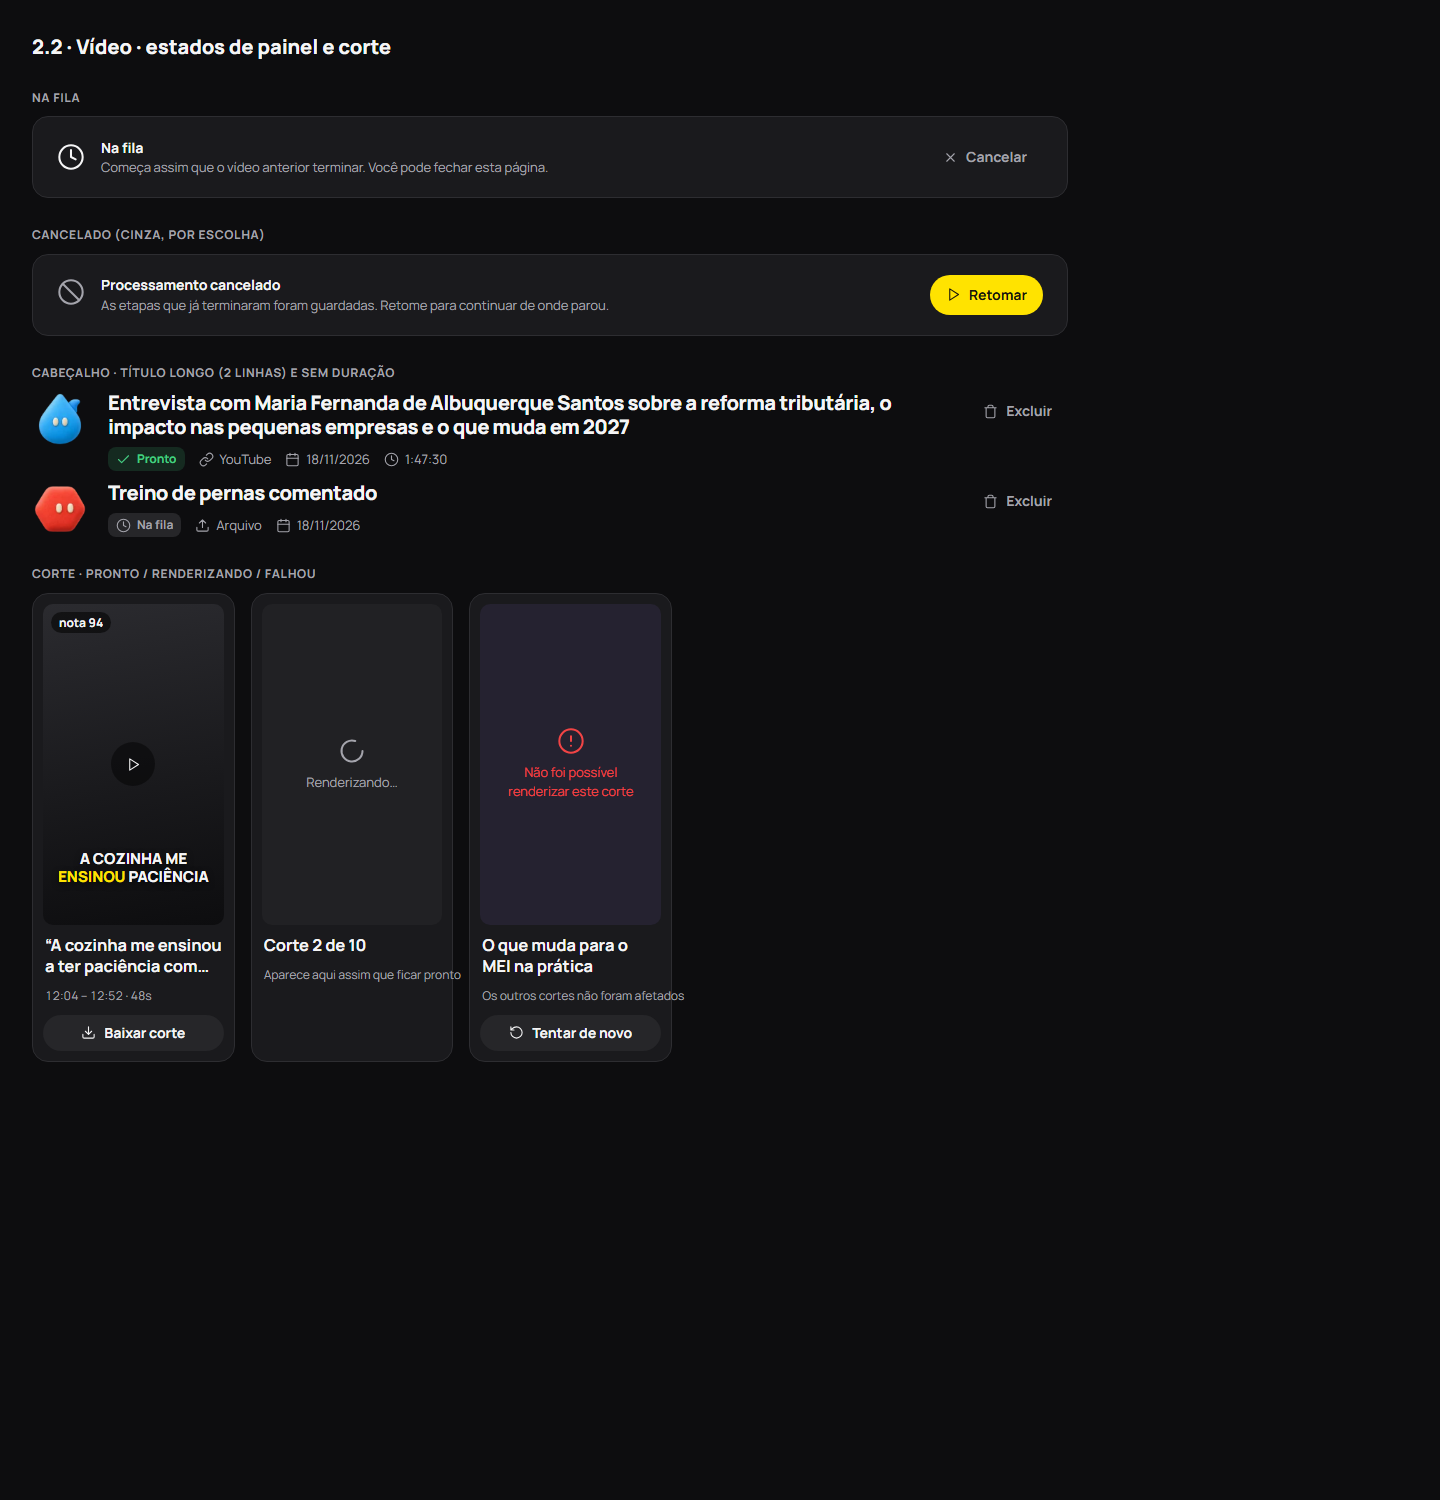 2.2 · Vídeo · estados de painel e corte
NA FILA
Na fila
Começa assim que o vídeo anterior terminar. Você pode fechar esta página.
Cancelar
CANCELADO (CINZA, POR ESCOLHA)
Processamento cancelado
As etapas que já terminaram foram guardadas. Retome para continuar de onde parou.
Retomar
CABEÇALHO · TÍTULO LONGO (2 LINHAS) E SEM DURAÇÃO
Entrevista com Maria Fernanda de Albuquerque Santos sobre a reforma tributária, o
impacto nas pequenas empresas e o que muda em 2027
Excluir
Pronto YouTube 18/11/2026 1:47:30
Treino de pernas comentado
Excluir
Na fila Arquivo 18/11/2026
CORTE · PRONTO / RENDERIZANDO / FALHOU
nota 94
A COZINHA ME
ENSINOU PACIÊNCIA
“A cozinha me ensinou
a ter paciência com…
12:04 – 12:52 · 48s
Baixar corte
Renderizando…
Corte 2 de 10
Aparece aqui assim que ficar pronto
Não foi possível
renderizar este corte
O que muda para o
MEI na prática
Os outros cortes não foram afetados
Tentar de novo